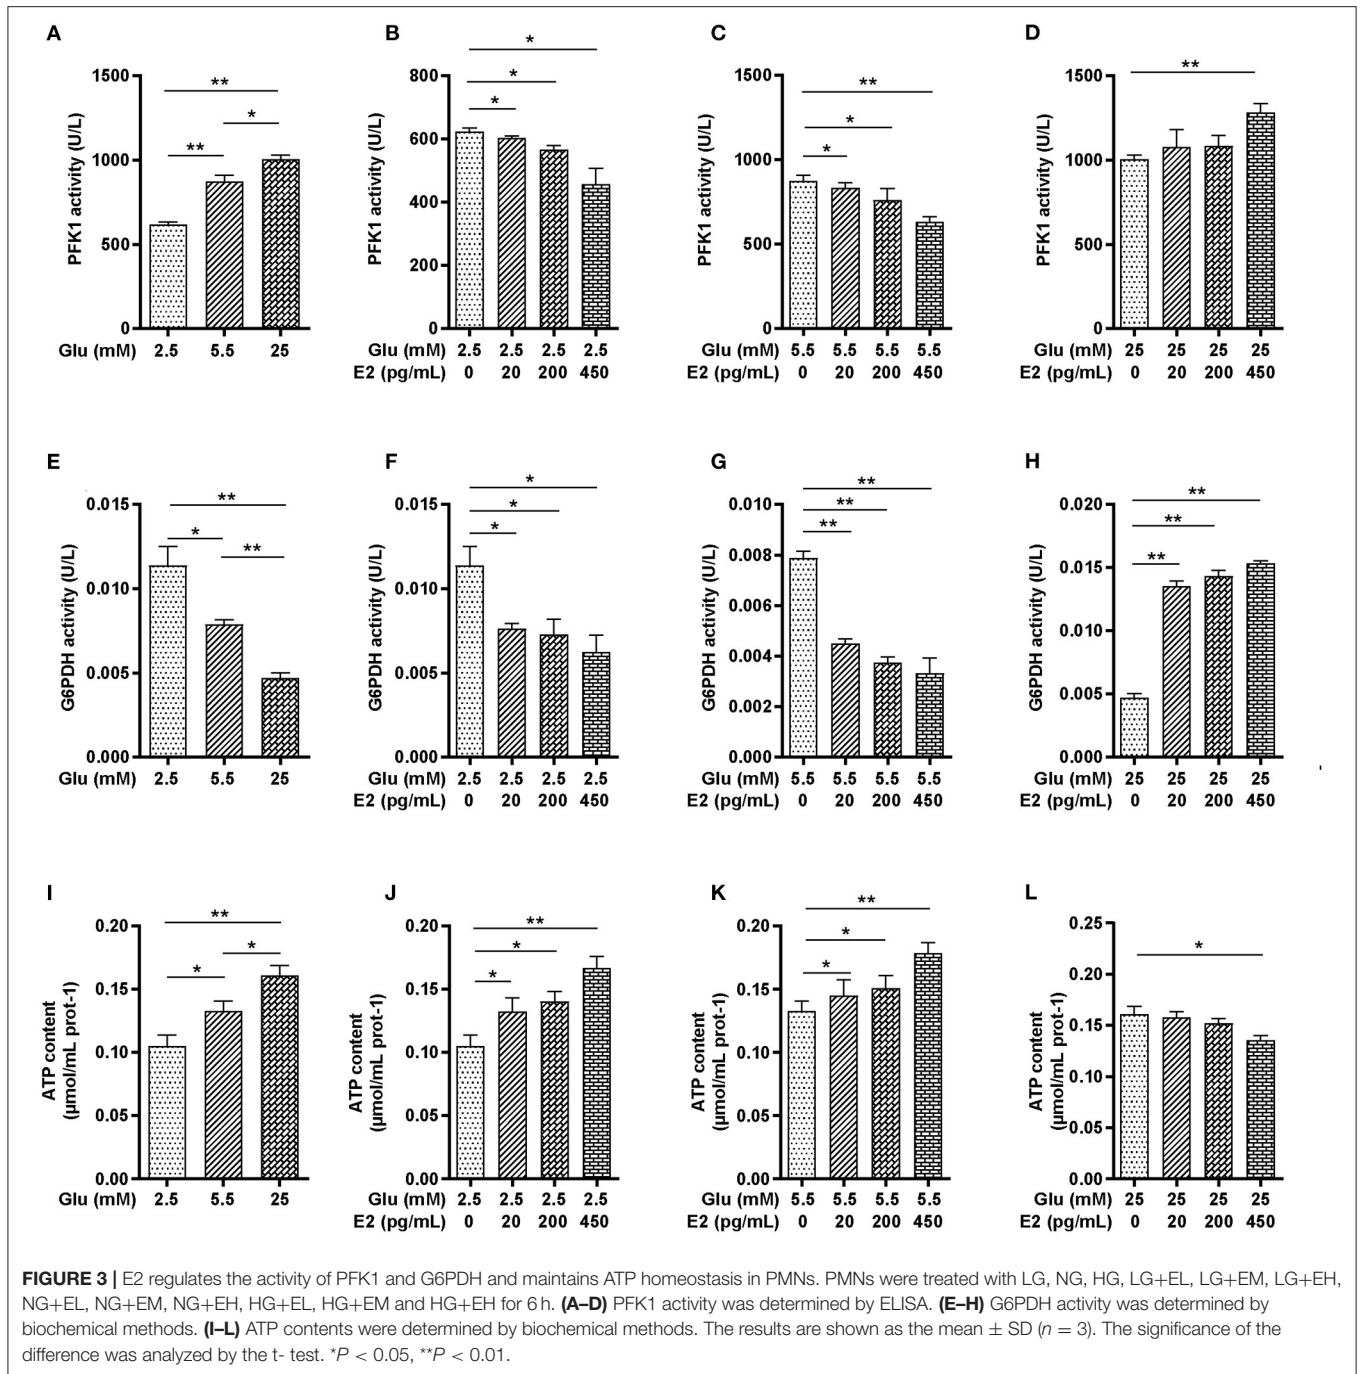 A B C D
* * * *
** * ** * ** * * **
1500 1000 500 0
PFK1 activity (U/L)
800 600 400 200 0
PFK1 activity (U/L)
1500 1000 500 0
PFK1 activity (U/L)
1500 1000 500 0
PFK1 activity (U/L)
Glu (mM) 2.5 5.5 25
Glu (mM) 2.5 2.5 2.5 2.5
E2 (pg/mL) 0 20 200 450
Glu (mM) 5.5 5.5 5.5 5.5
E2 (pg/mL) 0 20 200 450
Glu (mM) 25 25 25 25
E2 (pg/mL) 0 20 200 450
E F G H
** * **
* * *
** ** **
** ** **
0.015 0.010 0.005 0.000
G6PDH activity (U/L)
0.015 0.010 0.005 0.000
G6PDH activity (U/L)
0.010 0.008 0.006 0.004 0.002 0.000
G6PDH activity (U/L)
0.020 0.015 0.010 0.005 0.000
G6PDH activity (U/L)
Glu (mM) 2.5 5.5 25
Glu (mM) 2.5 2.5 2.5 2.5
E2 (pg/mL) 0 20 200 450
Glu (mM) 5.5 5.5 5.5 5.5
E2 (pg/mL) 0 20 200 450
Glu (mM) 25 25 25 25
E2 (pg/mL) 0 20 200 450
I J K L
** * *
** * *
** * *
*
0.20 0.15 0.10 0.05 0.00
ATP content
(µmol/mL prot-1)
0.20 0.15 0.10 0.05 0.00
ATP content
(µmol/mL prot-1)
0.20 0.15 0.10 0.05 0.00
ATP content
(µmol/mL prot-1)
0.25 0.20 0.15 0.10 0.05 0.00
ATP content
(µmol/mL prot-1)
Glu (mM) 2.5 5.5 25
Glu (mM) 2.5 2.5 2.5 2.5
E2 (pg/mL) 0 20 200 450
Glu (mM) 5.5 5.5 5.5 5.5
E2 (pg/mL) 0 20 200 450
Glu (mM) 25 25 25 25
E2 (pg/mL) 0 20 200 450
FIGURE 3 | E2 regulates the activity of PFK1 and G6PDH and maintains ATP homeostasis in PMNs. PMNs were treated with LG, NG, HG, LG+EL, LG+EM, LG+EH,
NG+EL, NG+EM, NG+EH, HG+EL, HG+EM and HG+EH for 6 h. (A–D) PFK1 activity was determined by ELISA. (E–H) G6PDH activity was determined by
biochemical methods. (I–L) ATP contents were determined by biochemical methods. The results are shown as the mean ± SD (n = 3). The significance of the
difference was analyzed by the t- test. *P < 0.05, **P < 0.01.